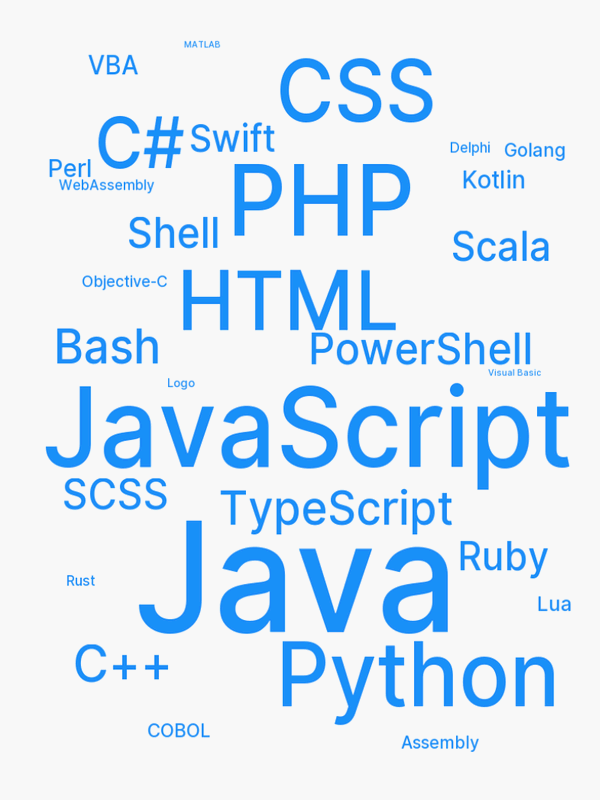 MATLAB
VBA
CSS
C#
Swift
Delphi
Golang
Perl
WebAssembly
PHP
Kotlin
Shell
Scala
Objective-C
HTML
Bash
PowerShell
Visual Basic
Logo
JavaScript
SCSS
TypeScript
Java
Ruby
Rust
Lua
C++
Python
COBOL
Assembly